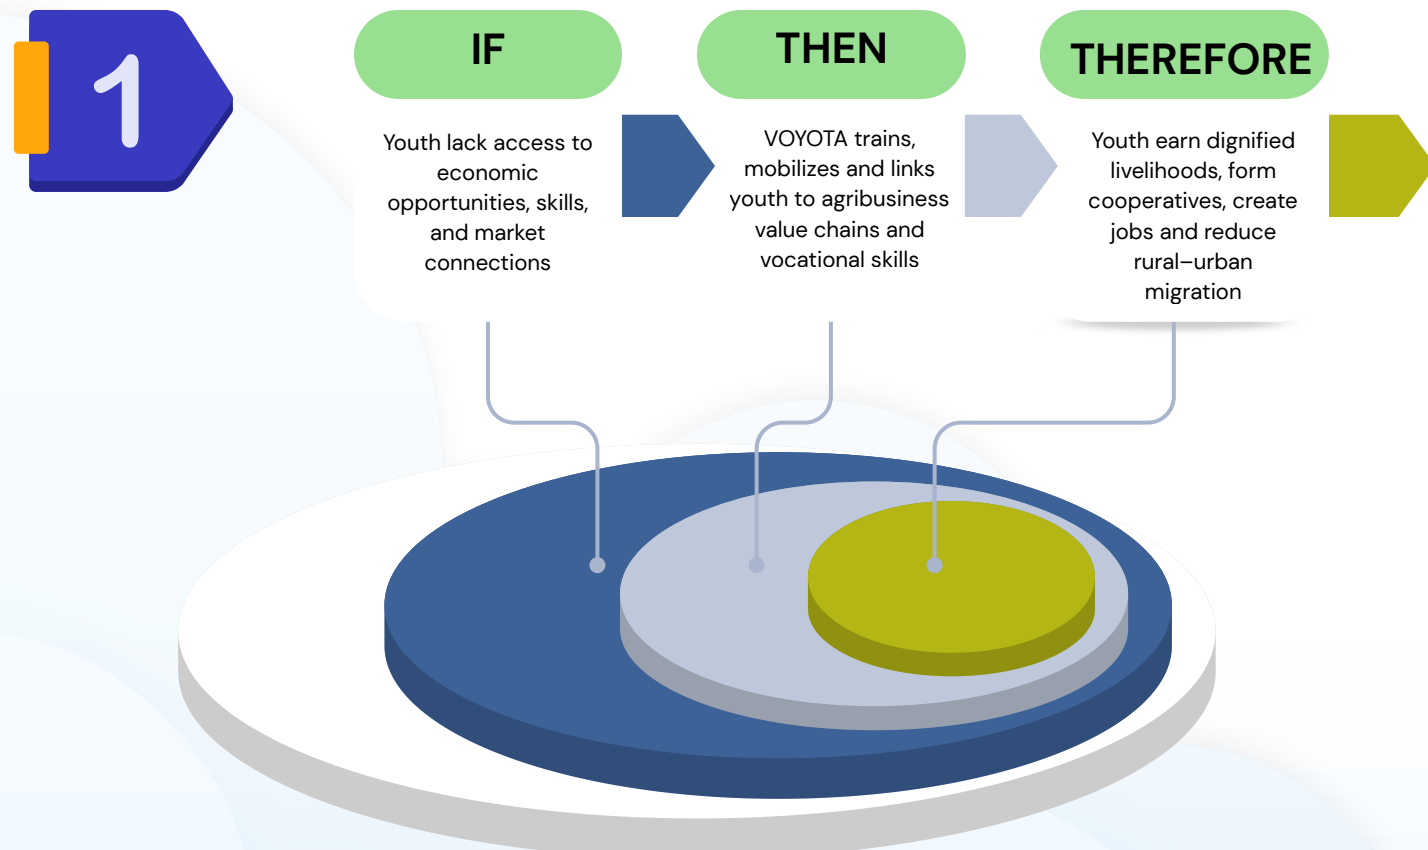 1
IF
Youth lack access to
economic
opportunities, skills,
and market
connections
THEN
VOYOTA trains,
mobilizes and links
youth to agribusiness
value chains and
vocational skills
THEREFORE
Youth earn dignified
livelihoods, form
cooperatives, create
jobs and reduce
rural–urban
migration